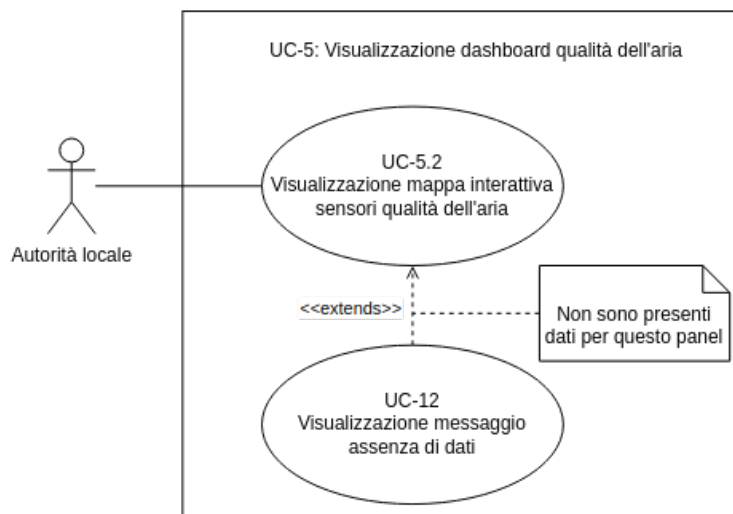 UC-5: Visualizzazione dashboard qualità dell'aria
UC-5.2
Visualizzazione mappa interattiva
sensori qualità dell'aria
Autorità locale
<<extends>>
Non sono presenti
dati per questo panel
UC-12
Visualizzazione messaggio
assenza di dati